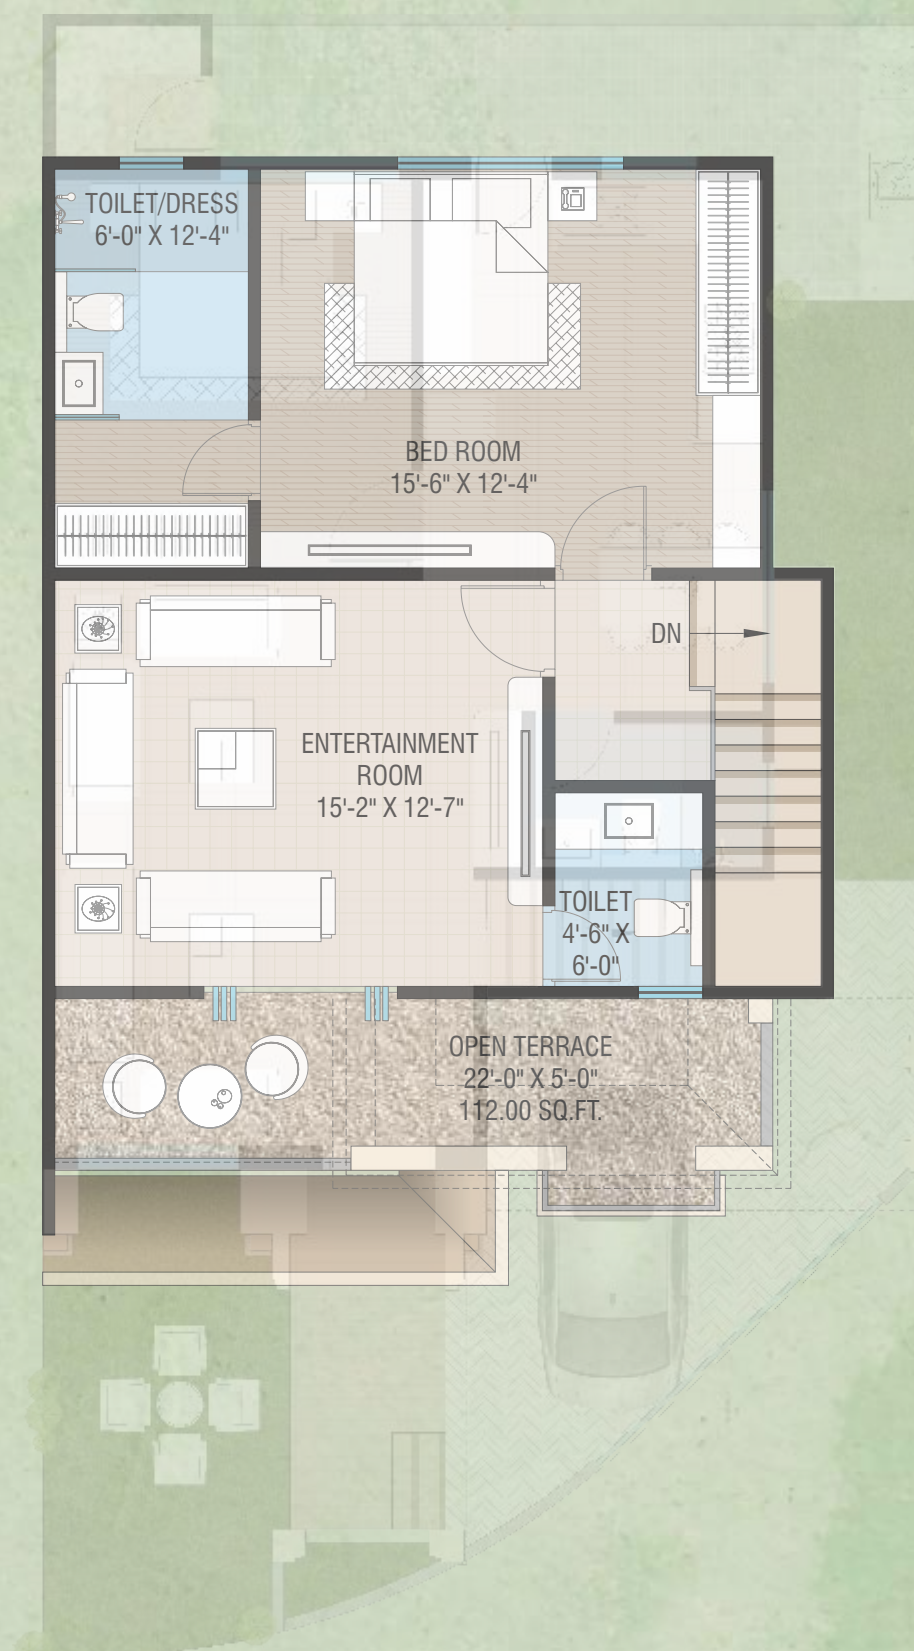 TOILET/DRESS
6'-0" X 12'-4"
BED ROOM
15'-6" X 12'-4"
DN
ENTERTAINMENT
ROOM
15'-2" X 12'-7"
TOILET
4'-6" X
6'-0"
OPEN TERRACE
22'-0" X 5'-0"
112.00 SQ.FT.